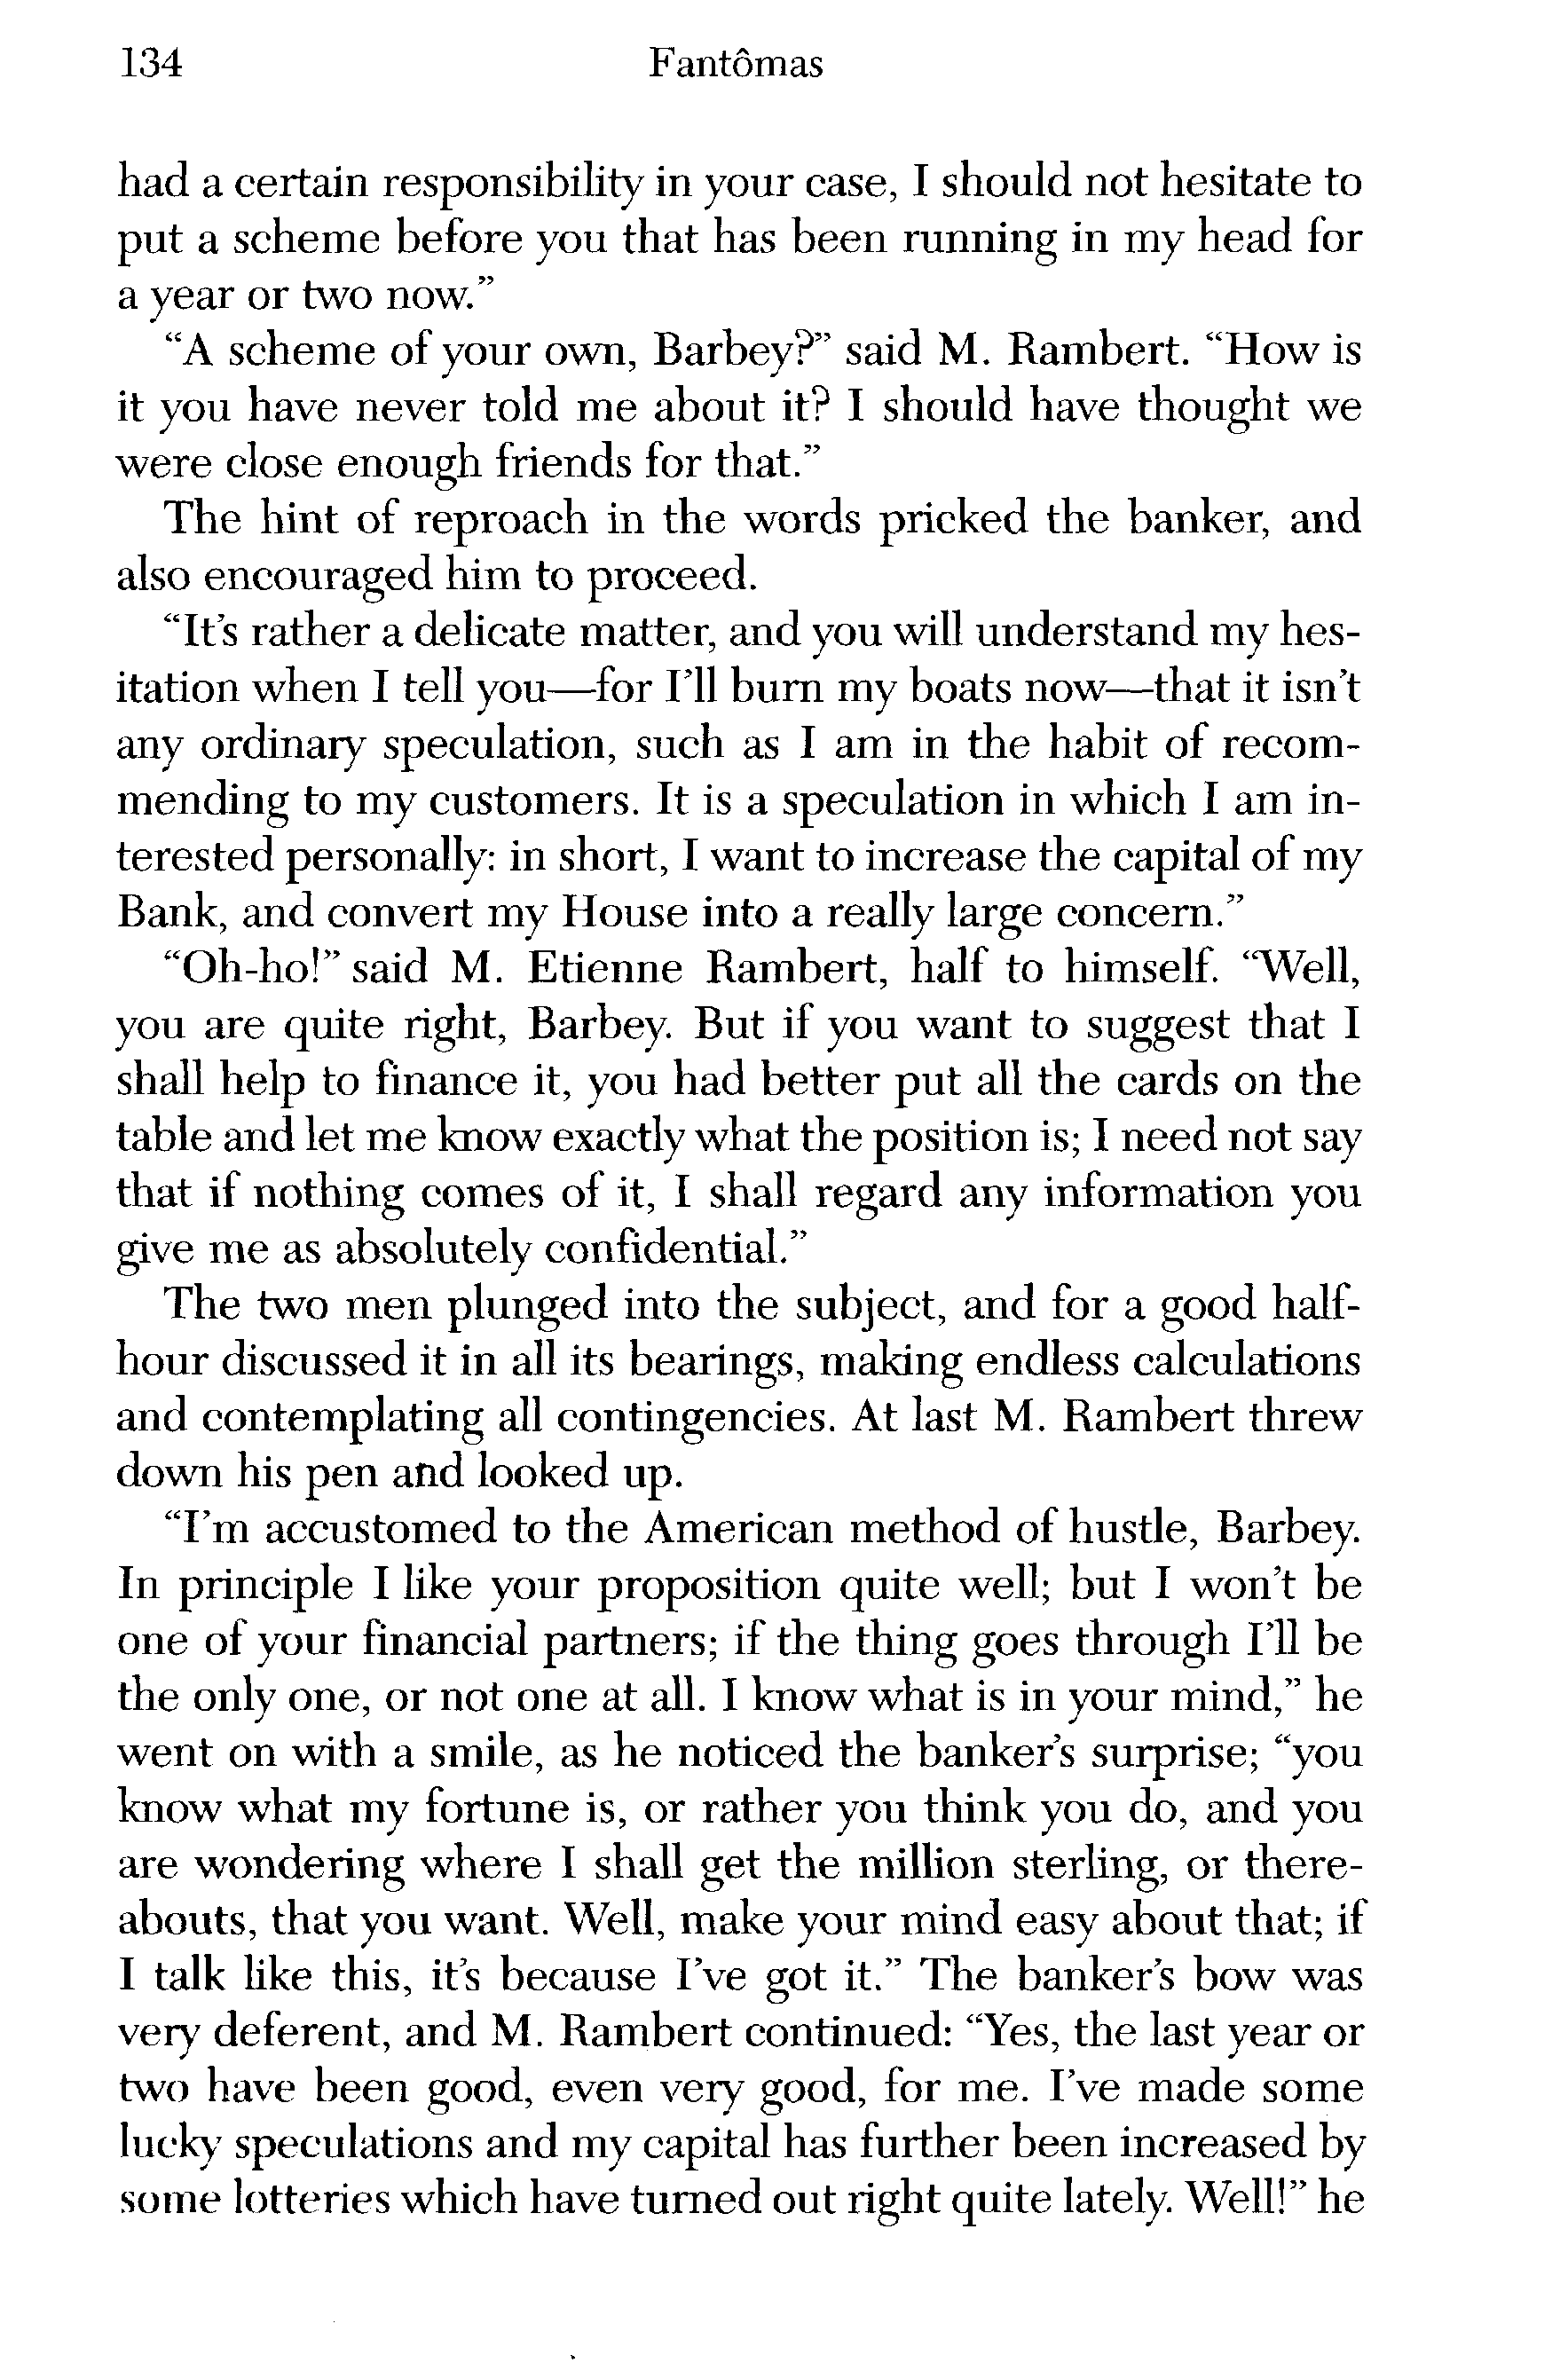 134 Fantômas
had a certain responsibility in your case, I should not hesitate to
put a scheme before you that has been running in my head for
a year or two now.”
“A scheme of your own, Barbey?” said M. Rambert. “How is
it you have never told me about it? I should have thought we
were close enough friends for that.”
The hint of reproach in the words pricked the banker, and
also encouraged him to proceed.
“It’s rather a delicate matter, and you will understand my hes-
itation when I tell you—for I’ll burn my boats now—that it isn’t
any ordinary speculation, such as I am in the habit of recom-
mending to my customers. It is a speculation in which I am in-
terested personally: in short, I want to increase the capital of my
Bank, and convert my House into a really large concern.”
“Oh-ho!” said M. Etienne Rambert, half to himself. “Well,
you are quite right, Barbey. But if you want to suggest that I
shall help to finance it, you had better put all the cards on the
table and let me know exactly what the position is; I need not say
that if nothing comes of it, I shall regard any information you
give me as absolutely confidential.”
The two men plunged into the subject, and for a good half-
hour discussed it in all its bearings, making endless calculations
and contemplating all contingencies. At last M. Rambert threw
down his pen and looked up.
“I’m accustomed to the American method of hustle, Barbey.
In principle I like your proposition quite well; but I won’t be
one of your financial partners; if the thing goes through I’ll be
the only one, or not one at all. I know what is in your mind,” he
went on with a smile, as he noticed the banker’s surprise; “you
know what my fortune is, or rather you think you do, and you
are wondering where I shall get the million sterling, or there-
abouts, that you want. Well, make your mind easy about that; if
I talk like this, it’s because I’ve got it.” The banker’s bow was
very deferent, and M. Rambert continued: “Yes, the last year or
two have been good, even very good, for me. I’ve made some
lucky speculations and my capital has further been increased by
some lotteries which have turned out right quite lately. Well!” he